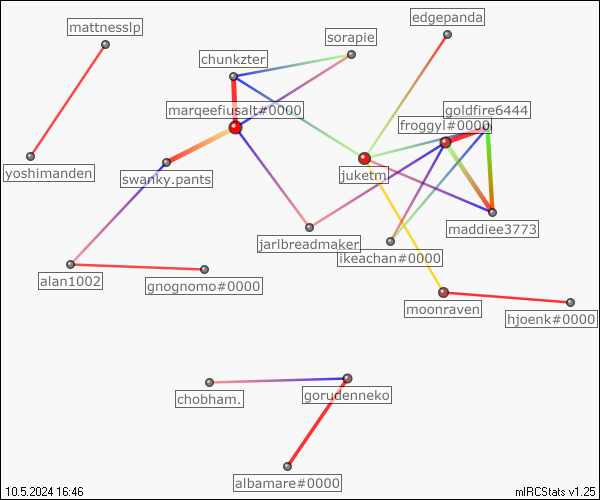 edgepanda
mattnesslp
sorapie
chunkzter
marqeefiusalt#0000
goldfire6444
froggyl#0000
yoshimanden
swanky.pants
juketm
maddiee3773
jarlbreadmaker
ikeachan#0000
alan1002
gnognomo#0000
moonraven
hjoenk#0000
chobham.
gorudenneko
albamare#0000
10.5.2024 16:46
mIRCStats v1.25